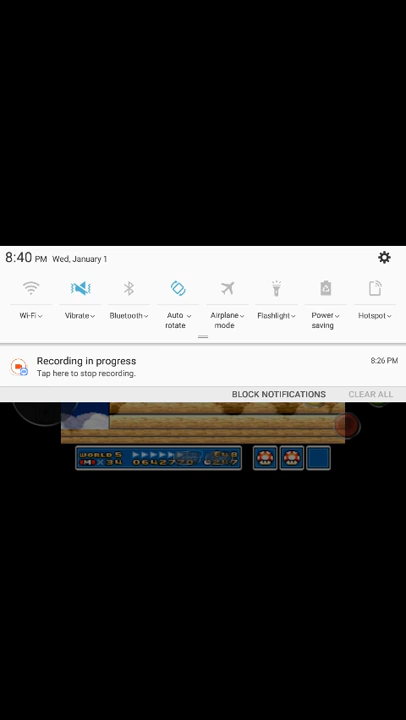 8:40 PM Wed, January 1
Wi-Fi Vibrate Bluetooth Auto rotate Airplane mode Flashlight Power saving Hotspot
Recording in progress 8:26 PM
Tap here to stop recording.
BLOCK NOTIFICATIONS CLEAR ALL
WORLD 5